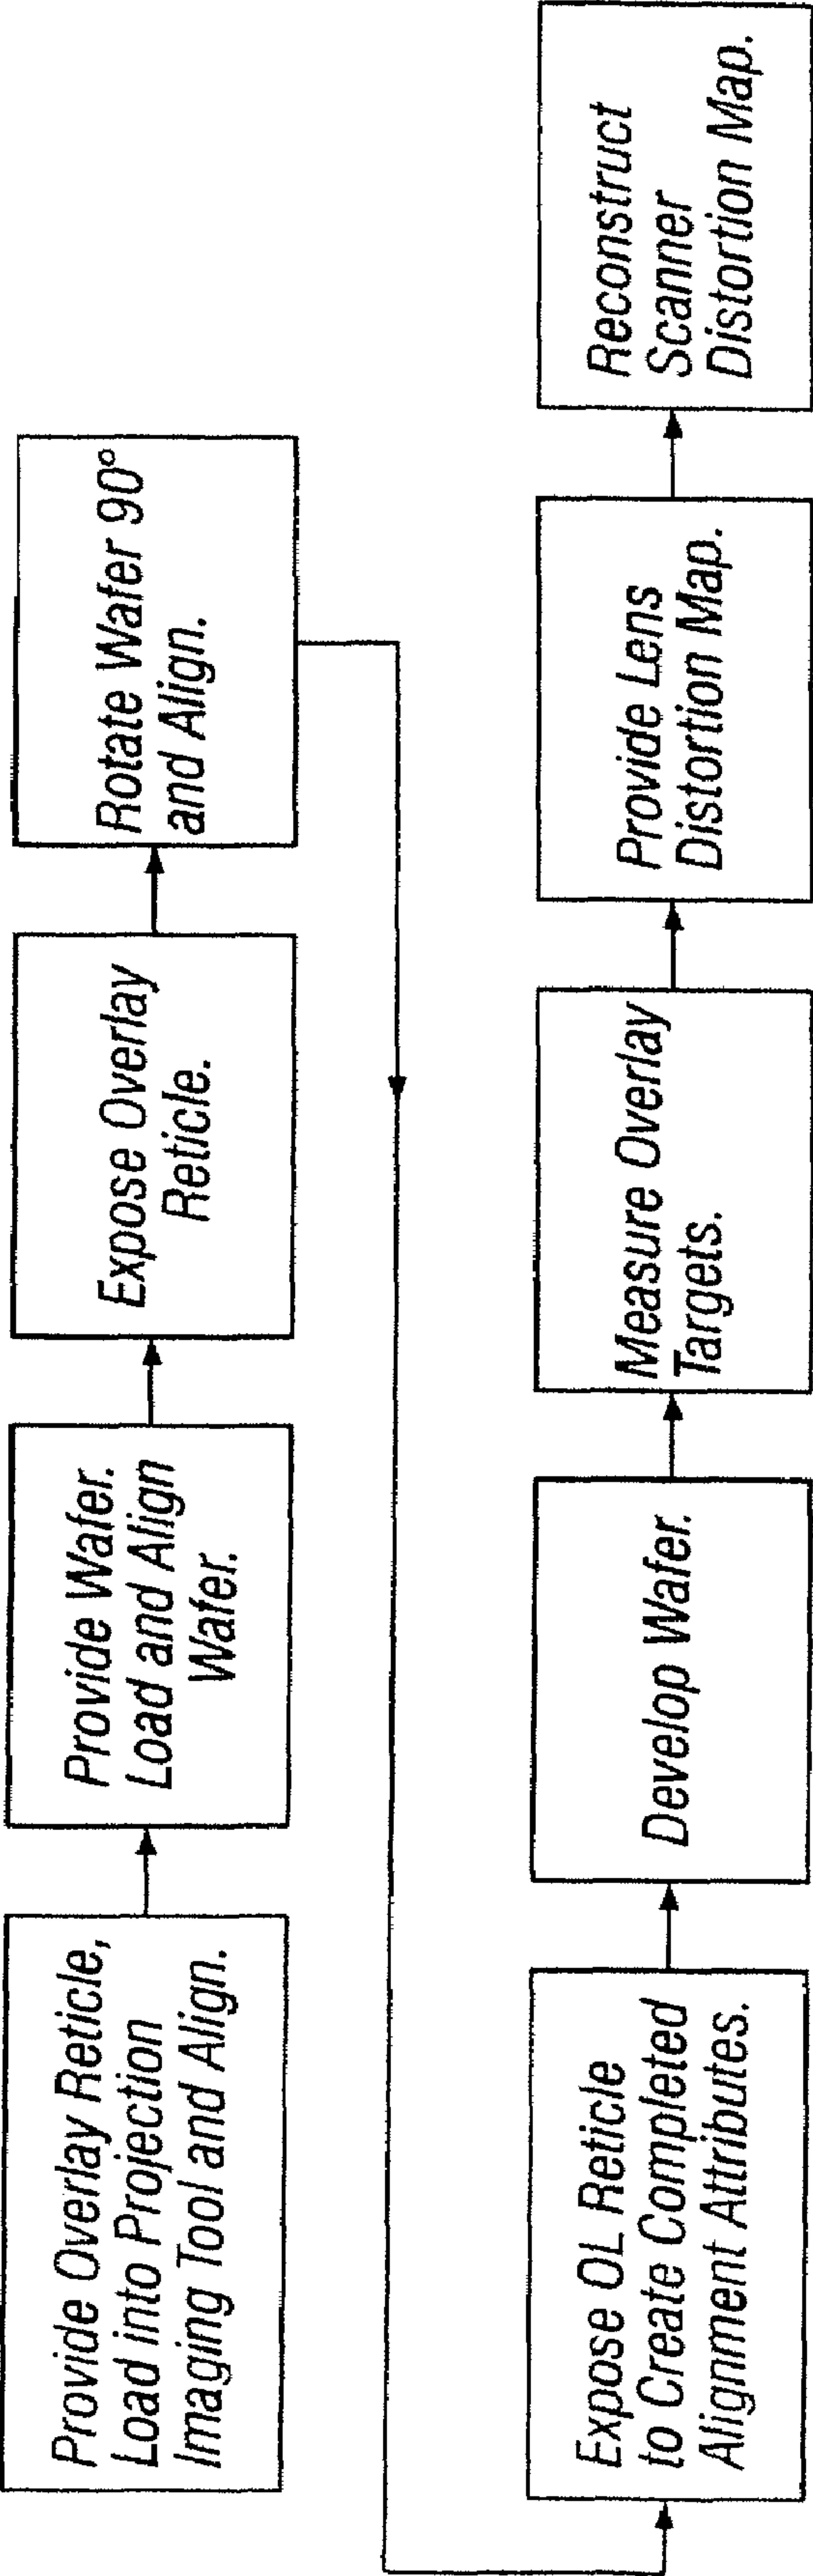 Provide Overlay Reticle,
Load into Projection
Imaging Tool and Align.
Provide Wafer.
Load and Align
Wafer.
Expose Overlay
Reticle.
Rotate Wafer 90°
and Align.
Expose OL Reticle
to Create Completed
Alignment Attributes.
Develop Wafer.
Measure Overlay
Targets.
Provide Lens
Distortion Map.
Reconstruct
Scanner
Distortion Map.